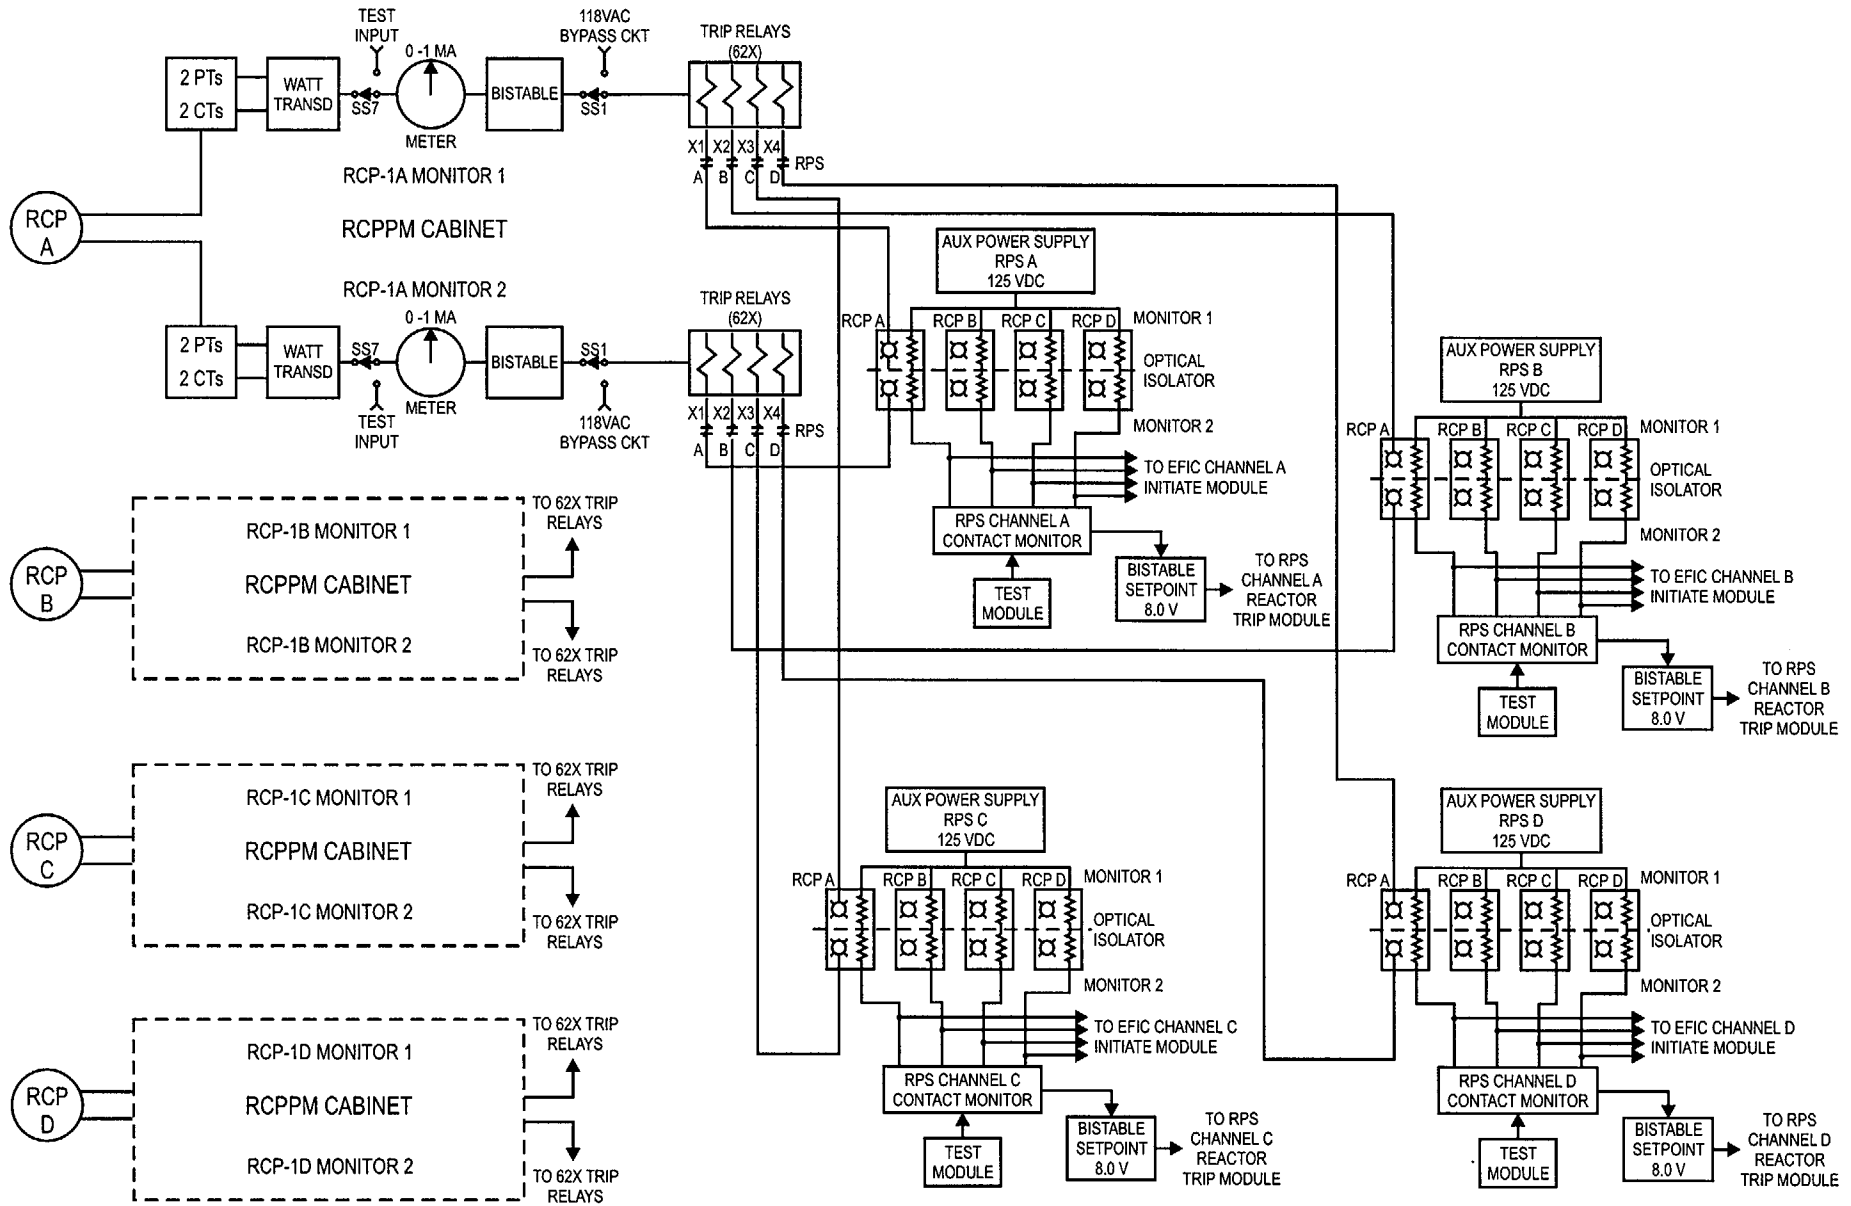 TEST
INPUT
118VAC
BYPASS CKT
TRIP RELAYS
(62X)
0 -1 MA
2 PTs
2 CTs
WATT
TRANSD
SS7
BISTABLE
SS1
METER
X1 X2 X3 X4
RPS
A B C D
RCP-1A MONITOR 1
RCP
A
RCPPM CABINET
RCP-1A MONITOR 2
0 -1 MA
TRIP RELAYS
(62X)
2 PTs
2 CTs
WATT
TRANSD
SS7
BISTABLE
SS1
METER
TEST
INPUT
118VAC
BYPASS CKT
X1 X2 X3 X4
RPS
A B C D
AUX POWER SUPPLY
RPS A
125 VDC
RCP A RCP B RCP C RCP D
MONITOR 1
OPTICAL
ISOLATOR
MONITOR 2
TO EFIC CHANNEL A
INITIATE MODULE
RPS CHANNEL A
CONTACT MONITOR
TEST
MODULE
BISTABLE
SETPOINT
8.0 V
TO RPS
CHANNEL A
REACTOR
TRIP MODULE
AUX POWER SUPPLY
RPS B
125 VDC
RCP A RCP B RCP C RCP D
MONITOR 1
OPTICAL
ISOLATOR
MONITOR 2
TO EFIC CHANNEL B
INITIATE MODULE
RPS CHANNEL B
CONTACT MONITOR
TEST
MODULE
BISTABLE
SETPOINT
8.0 V
TO RPS
CHANNEL B
REACTOR
TRIP MODULE
RCP
B
RCP-1B MONITOR 1
RCPPM CABINET
RCP-1B MONITOR 2
TO 62X TRIP
RELAYS
TO 62X TRIP
RELAYS
RCP
C
RCP-1C MONITOR 1
RCPPM CABINET
RCP-1C MONITOR 2
TO 62X TRIP
RELAYS
TO 62X TRIP
RELAYS
RCP
D
RCP-1D MONITOR 1
RCPPM CABINET
RCP-1D MONITOR 2
TO 62X TRIP
RELAYS
TO 62X TRIP
RELAYS
AUX POWER SUPPLY
RPS C
125 VDC
RCP A RCP B RCP C RCP D
MONITOR 1
OPTICAL
ISOLATOR
MONITOR 2
TO EFIC CHANNEL C
INITIATE MODULE
RPS CHANNEL C
CONTACT MONITOR
TEST
MODULE
BISTABLE
SETPOINT
8.0 V
TO RPS
CHANNEL C
REACTOR
TRIP MODULE
AUX POWER SUPPLY
RPS D
125 VDC
RCP A RCP B RCP C RCP D
MONITOR 1
OPTICAL
ISOLATOR
MONITOR 2
TO EFIC CHANNEL D
INITIATE MODULE
RPS CHANNEL D
CONTACT MONITOR
TEST
MODULE
BISTABLE
SETPOINT
8.0 V
TO RPS
CHANNEL D
REACTOR
TRIP MODULE